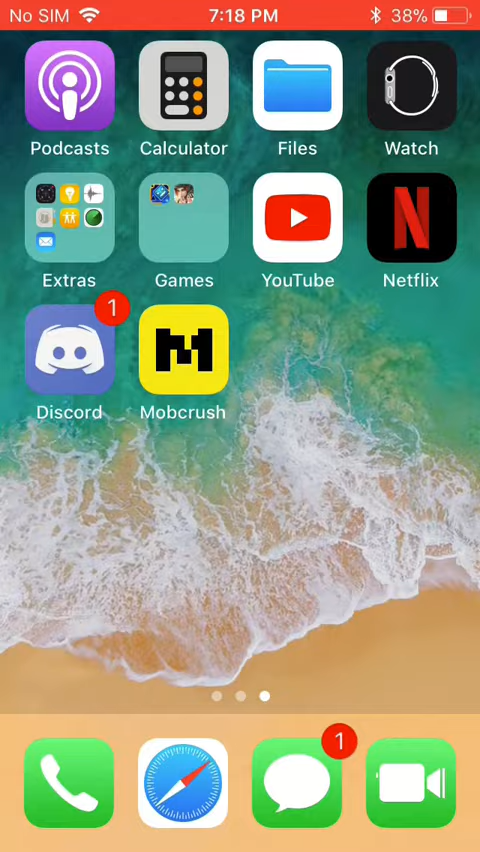 No SIM 7:18 PM 38%
Podcasts Calculator Files Watch
Extras Games YouTube Netflix
1
Discord Mobcrush
1